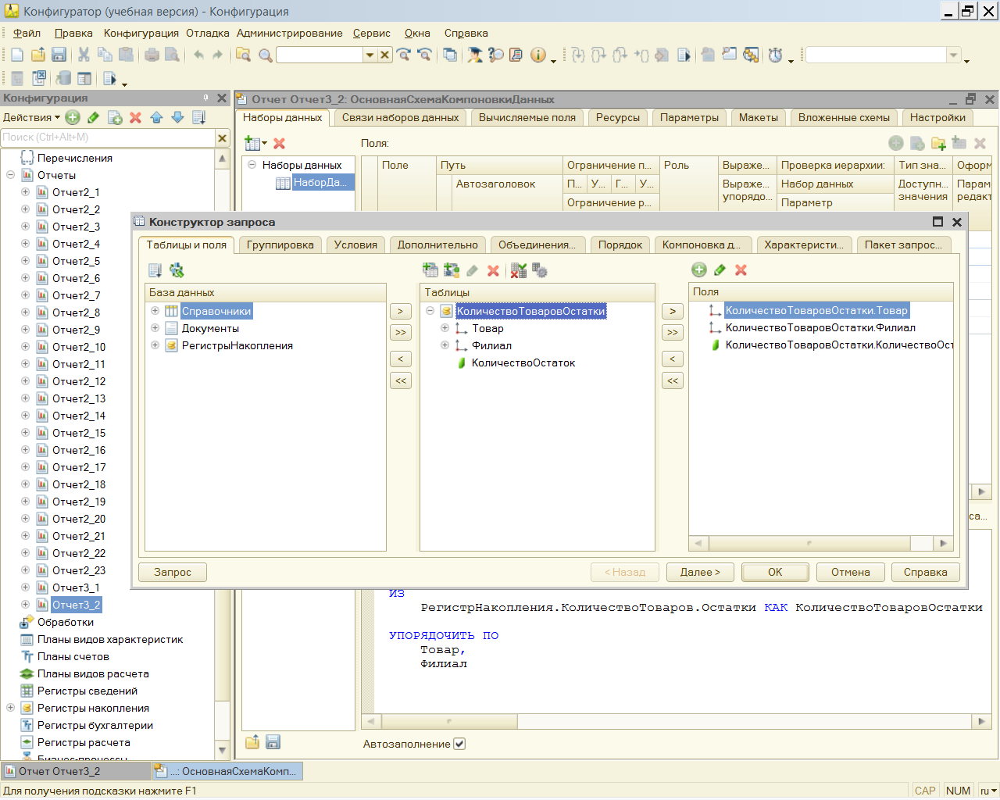 Конфигуратор (учебная версия) - Конфигурация
Файл Правка Конфигурация Отладка Администрирование Сервис Окна Справка
Конфигурация
Действия
Поиск (Ctrl+Alt+M)
Перечисления
Отчеты
Отчет2_1
Отчет2_2
Отчет2_3
Отчет2_4
Отчет2_5
Отчет2_6
Отчет2_7
Отчет2_8
Отчет2_9
Отчет2_10
Отчет2_11
Отчет2_12
Отчет2_13
Отчет2_14
Отчет2_15
Отчет2_16
Отчет2_17
Отчет2_18
Отчет2_19
Отчет2_20
Отчет2_21
Отчет2_22
Отчет2_23
Отчет3_1
Отчет3_2
Обработки
Планы видов характеристик
Планы счетов
Планы видов расчета
Регистры сведений
Регистры накопления
Регистры бухгалтерии
Регистры расчета
Бизнес-процессы
Отчет Отчет3_2: ОсновнаяСхемаКомпоновкиДанных
Наборы данных Связи наборов данных Вычисляемые поля Ресурсы Параметры Макеты Вложенные схемы Настройки
Поля:
Наборы данных
НаборДа...
Поле Путь Ограничение п... Роль Выраже... Проверка иерархии: Тип зна... Оформ
Автозаголовок П... У... Г... У... Выраже... упорядо... Набор данных Доступн... значения Парам редакт
Ограничение р... Параметр
Конструктор запроса
Таблицы и поля Группировка Условия Дополнительно Объединения... Порядок Компоновка д... Характеристи... Пакет запрос...
База данных
Справочники
Документы
РегистрыНакопления
>
>>
<
<<
Таблицы
КоличествоТоваровОстатки
Товар
Филиал
КоличествоОстаток
>
>>
<
<<
Поля
КоличествоТоваровОстатки.Товар
КоличествоТоваровОстатки.Филиал
КоличествоТоваровОстатки.КоличествоОст
Запрос < Назад Далее > OK Отмена Справка
са...
ИЗ
РегистрНакопления.КоличествоТоваров.Остатки КАК КоличествоТоваровОстатки
УПОРЯДОЧИТЬ ПО
Товар,
Филиал
Автозаполнение
Отчет Отчет3_2 ...: ОсновнаяСхемаКомп...
Для получения подсказки нажмите F1 CAP NUM ru